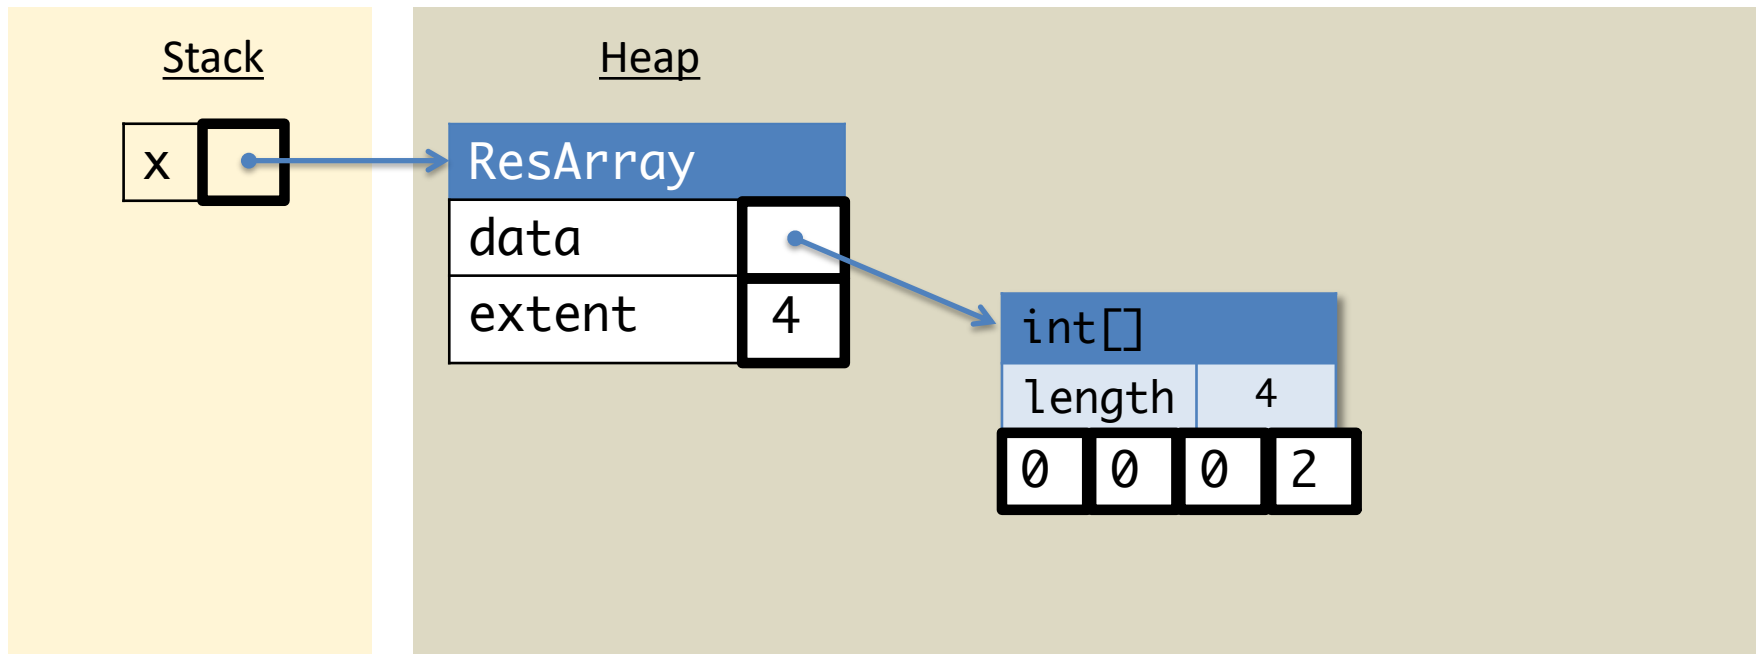 Stack
Heap
x
ResArray
data
extent 4
int[]
length 4
0 0 0 2